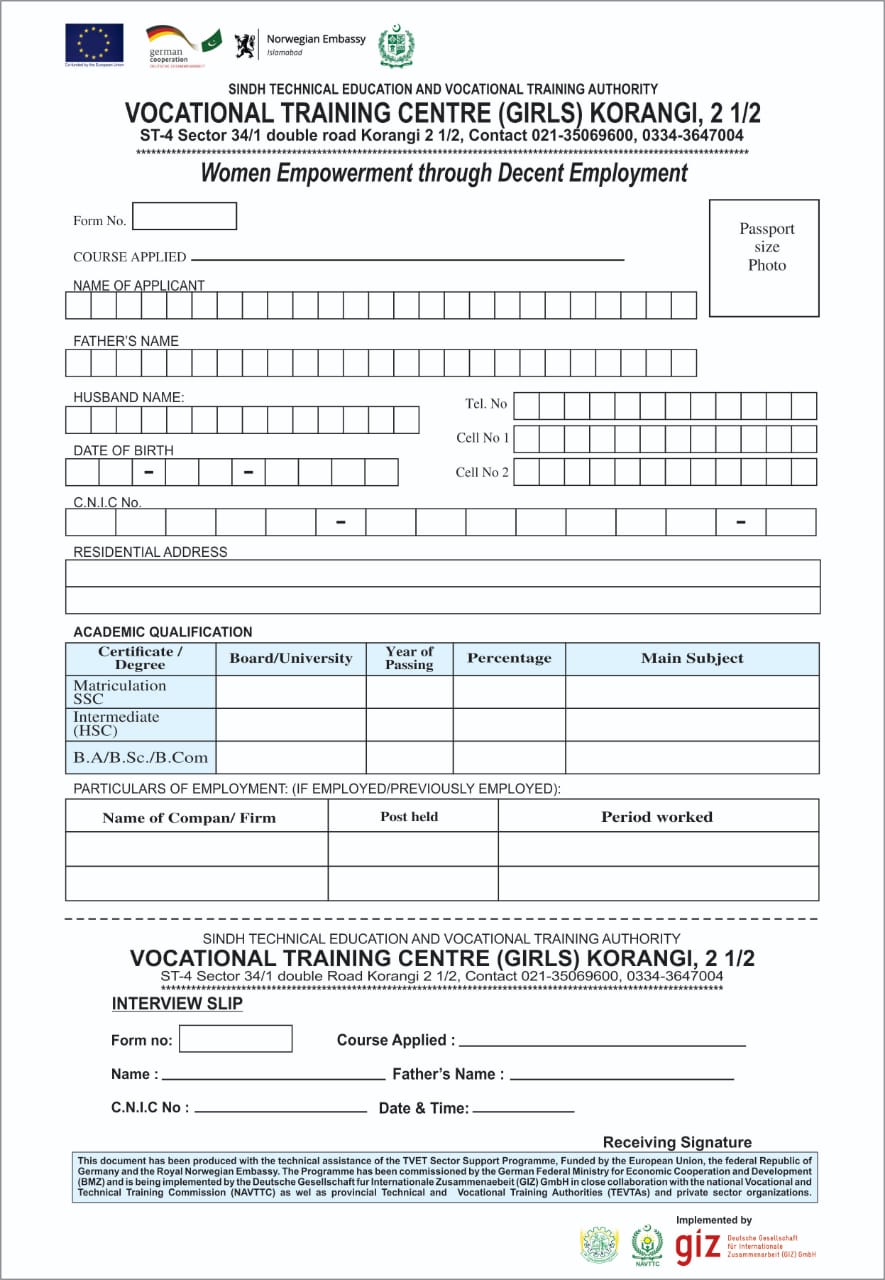 Co-funded by the European Union
german
cooperation
DEUTSCHE ZUSAMMENARBEIT
Norwegian Embassy
Islamabad
SINDH TECHNICAL EDUCATION AND VOCATIONAL TRAINING AUTHORITY
VOCATIONAL TRAINING CENTRE (GIRLS) KORANGI, 2 1/2
ST-4 Sector 34/1 double road Korangi 2 1/2, Contact 021-35069600, 0334-3647004
Women Empowerment through Decent Employment
Form No.
Passport
size
Photo
COURSE APPLIED
NAME OF APPLICANT
FATHER'S NAME
HUSBAND NAME:
Tel. No
Cell No 1
DATE OF BIRTH
Cell No 2
C.N.I.C No.
RESIDENTIAL ADDRESS
ACADEMIC QUALIFICATION
Certificate / Degree Board/University Year of Passing Percentage Main Subject
Matriculation
SSC
Intermediate
(HSC)
B.A/B.Sc./B.Com
PARTICULARS OF EMPLOYMENT: (IF EMPLOYED/PREVIOUSLY EMPLOYED):
Name of Compan/ Firm Post held Period worked
SINDH TECHNICAL EDUCATION AND VOCATIONAL TRAINING AUTHORITY
VOCATIONAL TRAINING CENTRE (GIRLS) KORANGI, 2 1/2
ST-4 Sector 34/1 double Road Korangi 2 1/2, Contact 021-35069600, 0334-3647004
INTERVIEW SLIP
Form no: Course Applied :
Name : Father's Name :
C.N.I.C No : Date & Time:
Receiving Signature
This document has been produced with the technical assistance of the TVET Sector Support Programme, Funded by the European Union, the federal Republic of
Germany and the Royal Norwegian Embassy. The Programme has been commissioned by the German Federal Ministry for Economic Cooperation and Development
(BMZ) and is being implemented by the Deutsche Gesellschaft fur Internationale Zusammenaebeit (GIZ) GmbH in close collaboration with the national Vocational and
Technical Training Commission (NAVTTC) as wel as provincial Technical and Vocational Training Authorities (TEVTAs) and private sector organizations.
Implemented by
NAVTTC
giz
Deutsche Gesellschaft
für Internationale
Zusammenarbeit (GIZ) GmbH